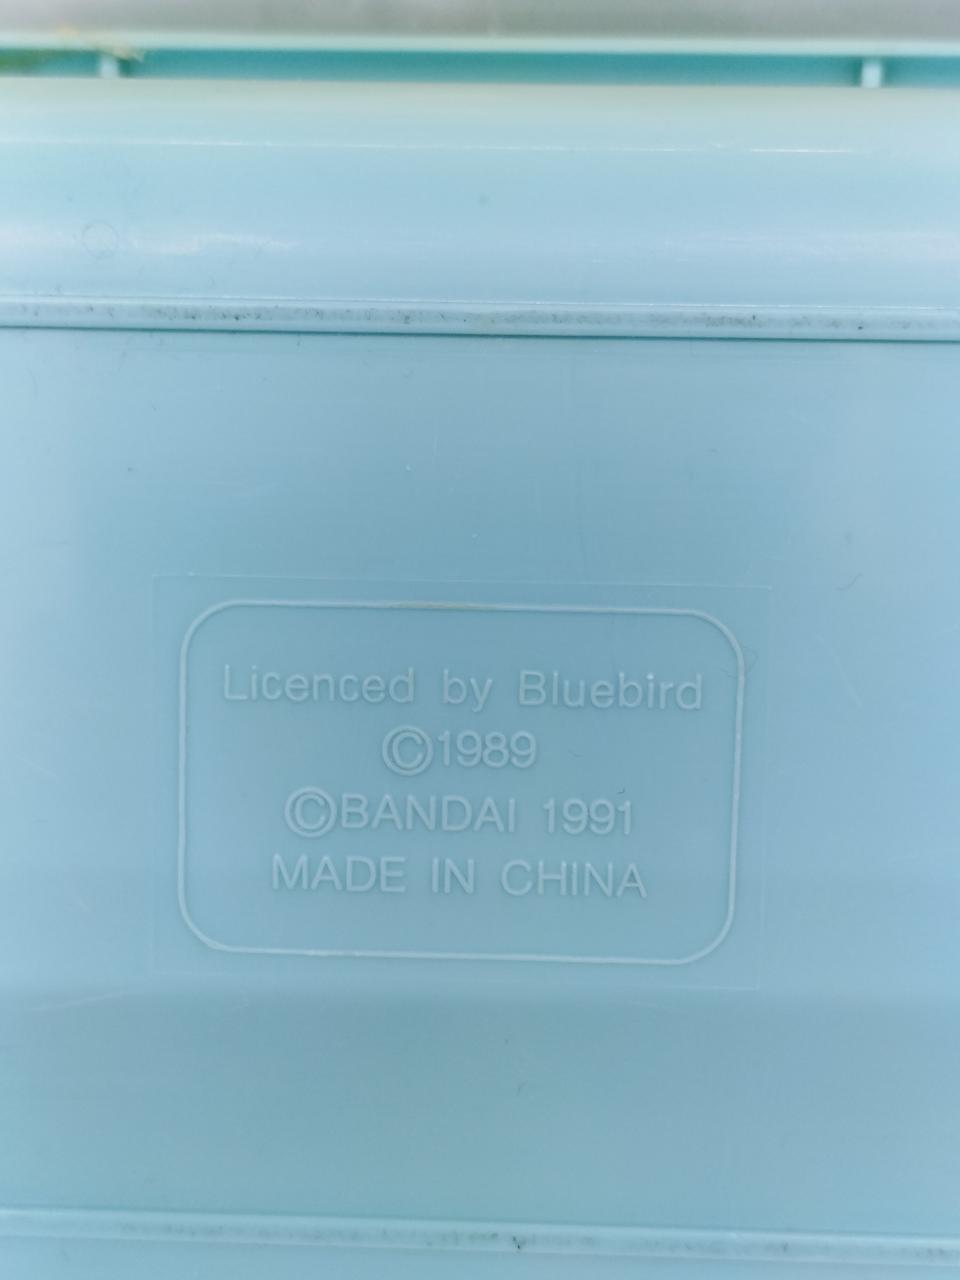 Licenced by Bluebird
©1989
©BANDAI 1991
MADE IN CHINA